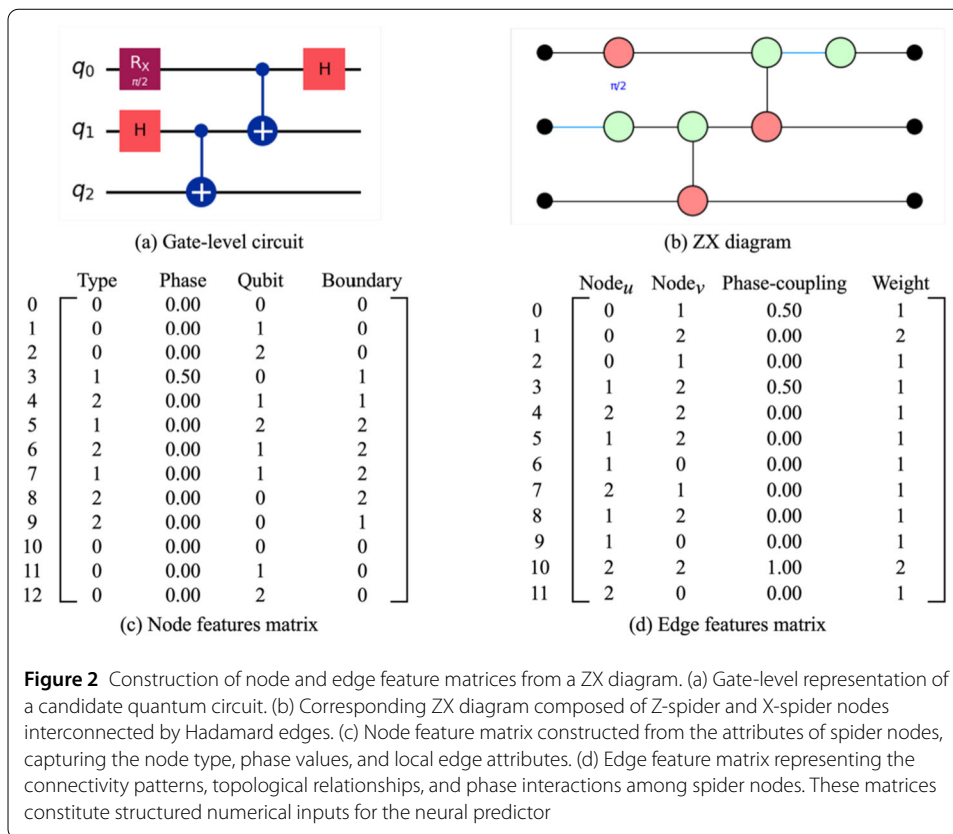 q0 RX π/2 H
q1 H
q2
π/2
(a) Gate-level circuit
(b) ZX diagram
Type Phase Qubit Boundary
0 0 0.00 0 0
1 0 0.00 1 0
2 0 0.00 2 0
3 1 0.50 0 1
4 2 0.00 1 1
5 1 0.00 2 2
6 2 0.00 1 2
7 1 0.00 1 2
8 2 0.00 0 2
9 2 0.00 0 1
10 0 0.00 0 0
11 0 0.00 1 0
12 0 0.00 2 0
(c) Node features matrix
Nodeu Nodev Phase-coupling Weight
0 0 1 0.50 1
1 0 2 0.00 2
2 0 1 0.00 1
3 1 2 0.50 1
4 2 2 0.00 1
5 1 2 0.00 1
6 1 0 0.00 1
7 2 1 0.00 1
8 1 2 0.00 1
9 1 0 0.00 1
10 2 2 1.00 2
11 2 0 0.00 1
(d) Edge features matrix
Figure 2 Construction of node and edge feature matrices from a ZX diagram. (a) Gate-level representation of
a candidate quantum circuit. (b) Corresponding ZX diagram composed of Z-spider and X-spider nodes
interconnected by Hadamard edges. (c) Node feature matrix constructed from the attributes of spider nodes,
capturing the node type, phase values, and local edge attributes. (d) Edge feature matrix representing the
connectivity patterns, topological relationships, and phase interactions among spider nodes. These matrices
constitute structured numerical inputs for the neural predictor